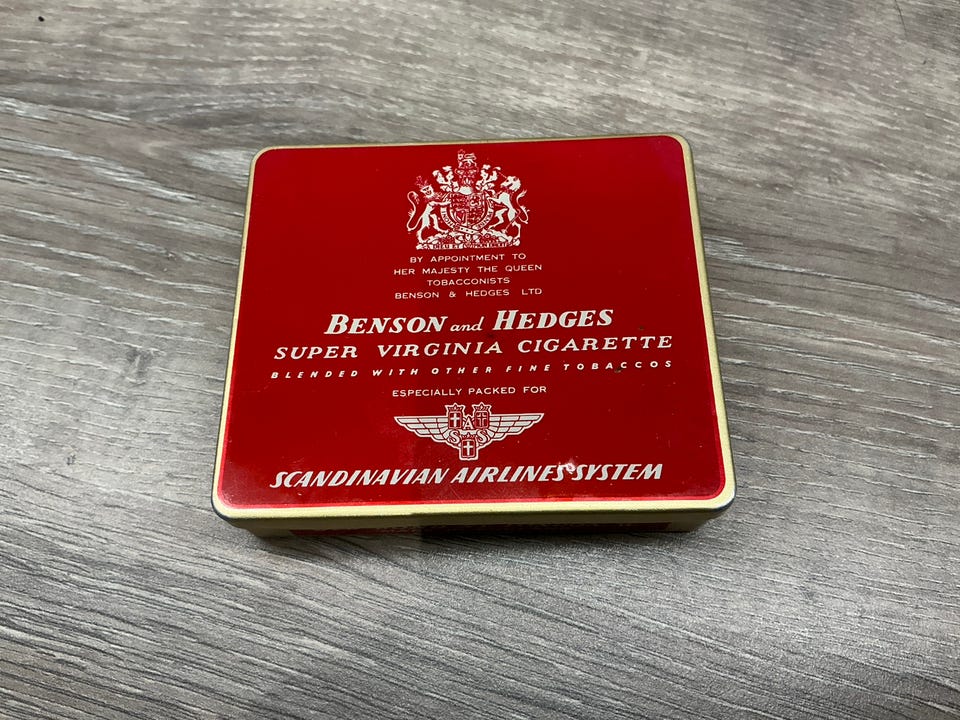 BY APPOINTMENT TO
HER MAJESTY THE QUEEN
TOBACCONISTS
BENSON & HEDGES LTD
BENSON and HEDGES
SUPER VIRGINIA CIGARETTE
BLENDED WITH OTHER FINE TOBACCOS
ESPECIALLY PACKED FOR
SAS
SCANDINAVIAN AIRLINES SYSTEM